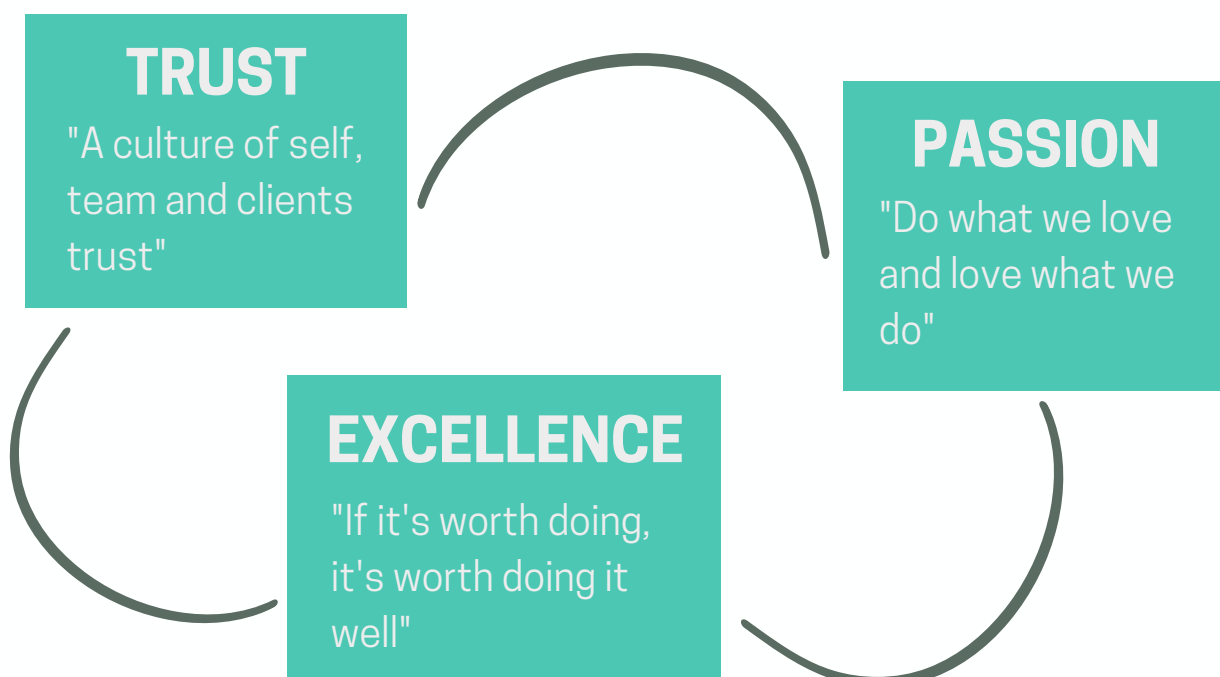 TRUST
"A culture of self,
team and clients
trust"
PASSION
"Do what we love
and love what we
do"
EXCELLENCE
"If it's worth doing,
it's worth doing it
well"